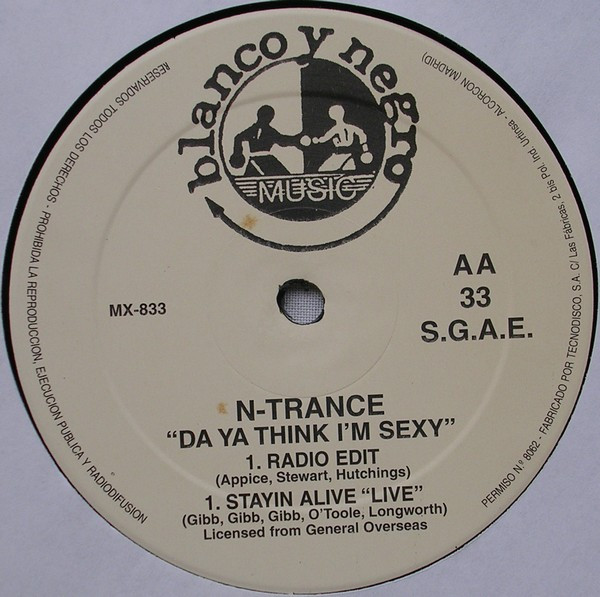 blanco y negro
MUSIC
MX-833
AA
33
S.G.A.E.
N-TRANCE
“DA YA THINK I’M SEXY”
1. RADIO EDIT
(Appice, Stewart, Hutchings)
1. STAYIN ALIVE “LIVE”
(Gibb, Gibb, Gibb, O’Toole, Longworth)
Licensed from General Overseas
RESERVADOS TODOS LOS DERECHOS - PROHIBIDA LA REPRODUCCION, EJECUCION PUBLICA Y RADIODIFUSION
PERMISO Nº 8062 - FABRICADO POR TECNODISCO, S.A. C/ Las Fábricas, 2 bis Pol. Ind. Urtinsa - ALCORCON (MADRID)